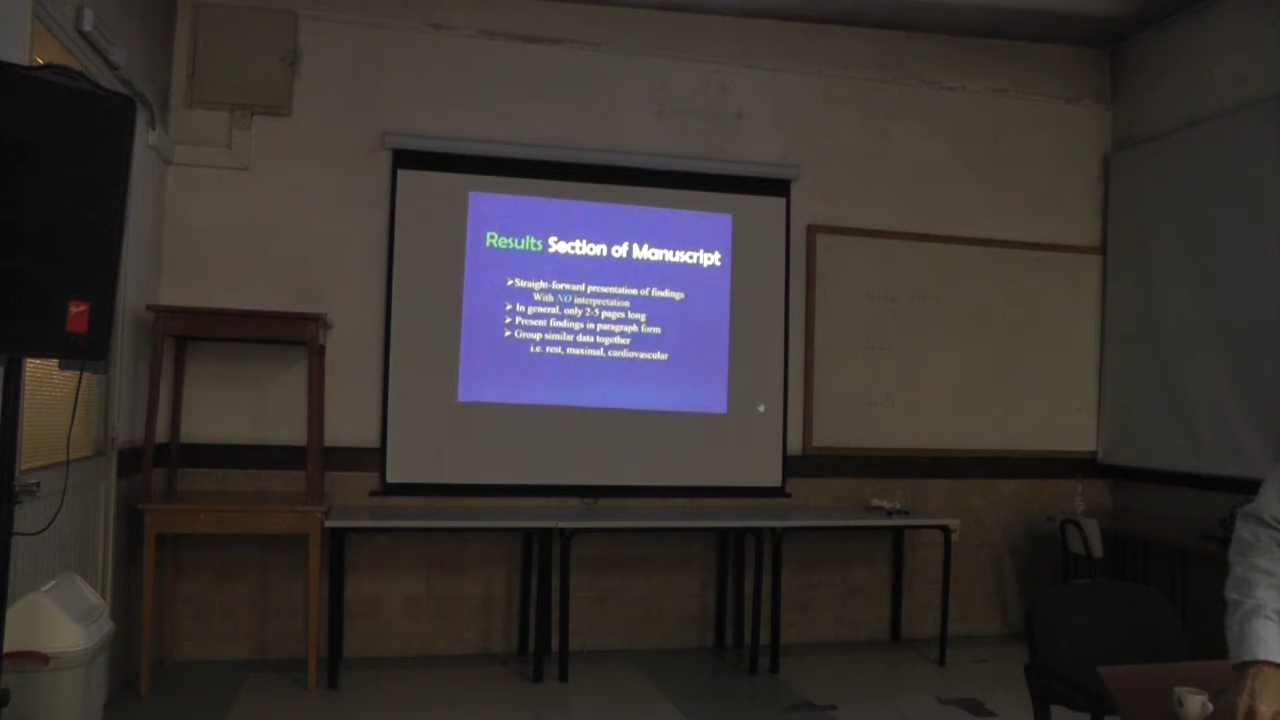 Results Section of Manuscript
➢Straight-forward presentation of findings
With NO interpretation
➢ In general, only 2-5 pages long
➢ Present findings in paragraph form
➢ Group similar data together
i.e. rest, maximal, cardiovascular